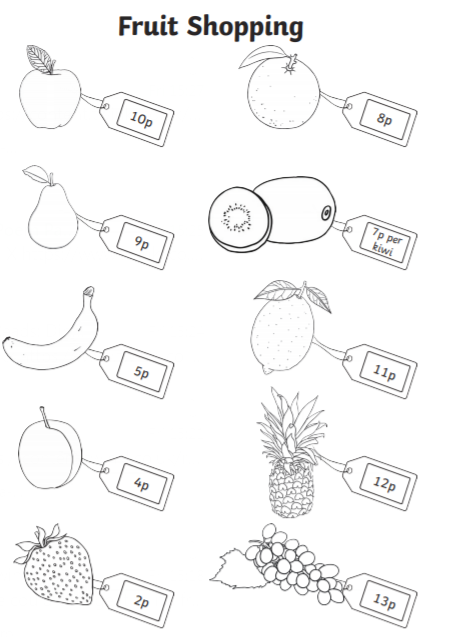 Fruit Shopping
10p
8p
9p
7p per
kiwi
5p
11p
4p
12p
2p
13p